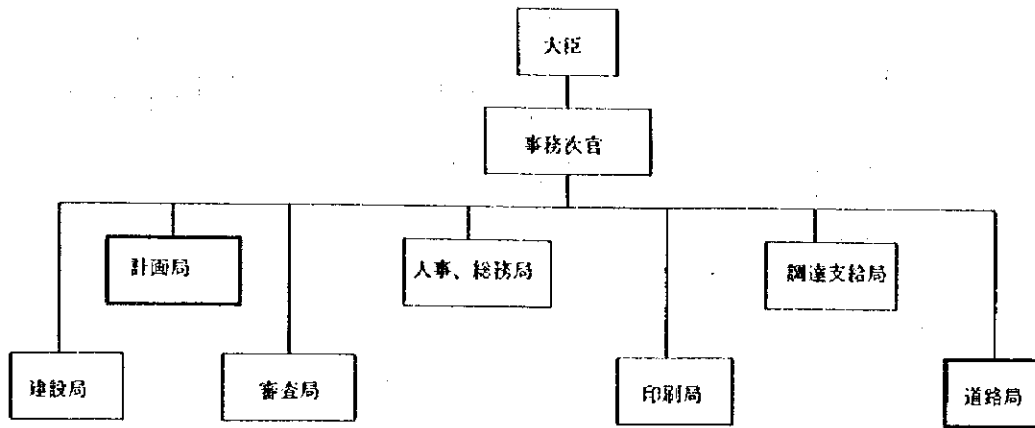 大臣
事務次官
計画局
人事、総務局
調達支給局
建設局
審査局
印刷局
道路局